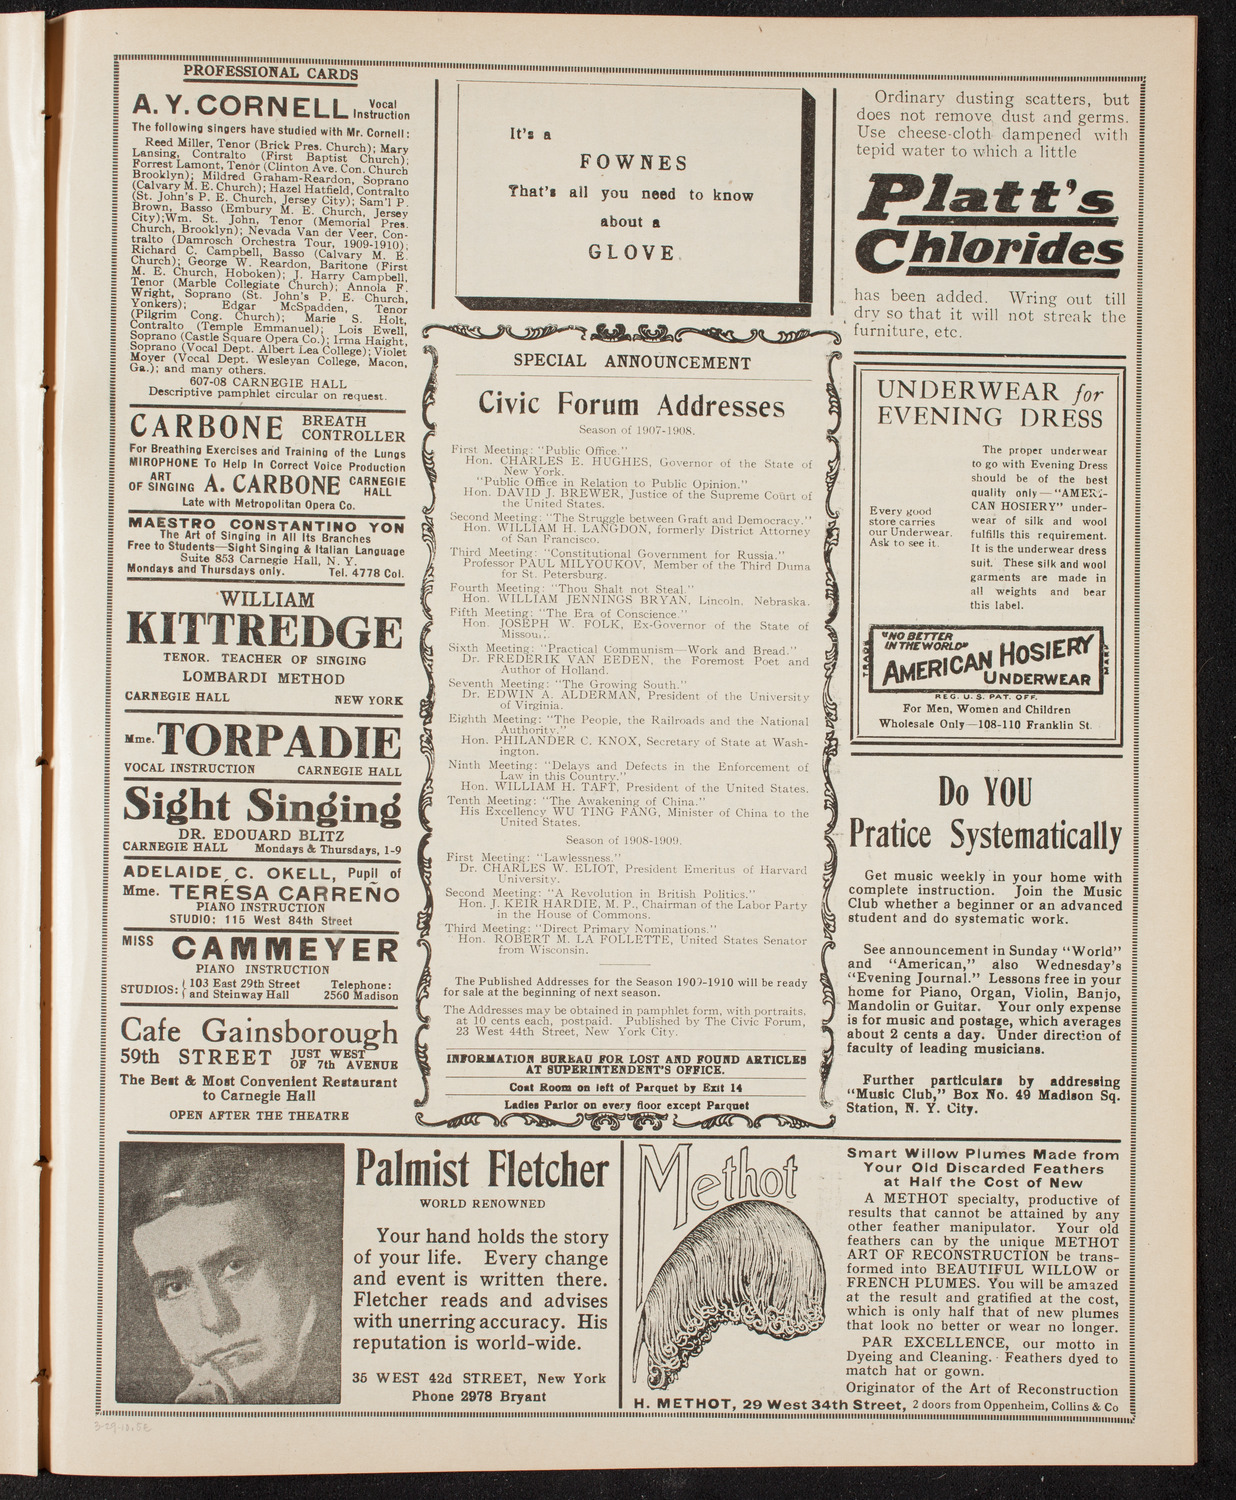 PROFESSIONAL CARDS
A. Y. CORNELL Vocal Instruction
The following singers have studied with Mr. Cornell:
Reed Miller, Tenor (Brick Pres. Church); Mary
Lansing, Contralto (First Baptist Church);
Forrest Lamont, Tenor (Clinton Ave. Con. Church
Brooklyn); Mildred Graham-Reardon, Soprano
(Calvary M. E. Church); Hazel Hatfield, Contralto
(St. John's P. E. Church, Jersey City); Sam'l P.
Brown, Basso (Embury M. E. Church, Jersey
City); Wm. St. John, Tenor (Memorial Pres.
Church, Brooklyn); Nevada Van der Veer, Con-
tralto (Damrosch Orchestra Tour, 1909-1910);
Richard C. Campbell, Basso (Calvary M. E.
Church); George W. Reardon, Baritone (First
M. E. Church, Hoboken); J. Harry Campbell,
Tenor (Marble Collegiate Church); Annola F.
Wright, Soprano (St. John's P. E. Church,
Yonkers); Edgar McSpadden, Tenor
(Pilgrim Cong. Church); Marie S. Holt,
Contralto (Temple Emmanuel); Lois Ewell,
Soprano (Castle Square Opera Co.); Irma Haight,
Soprano (Vocal Dept. Albert Lea College); Violet
Moyer (Vocal Dept. Wesleyan College, Macon,
Ga.); and many others.
607-08 CARNEGIE HALL
Descriptive pamphlet circular on request.
CARBONE BREATH CONTROLLER
For Breathing Exercises and Training of the Lungs
MIROPHONE To Help In Correct Voice Production
ART OF SINGING A. CARBONE CARNEGIE HALL
Late with Metropolitan Opera Co.
MAESTRO CONSTANTINO YON
The Art of Singing in All Its Branches
Free to Students—Sight Singing & Italian Language
Suite 853 Carnegie Hall, N. Y.
Mondays and Thursdays only. Tel. 4778 Col.
WILLIAM
KITTREDGE
TENOR. TEACHER OF SINGING
LOMBARDI METHOD
CARNEGIE HALL NEW YORK
Mme. TORPADIE
VOCAL INSTRUCTION CARNEGIE HALL
Sight Singing
DR. EDOUARD BLITZ
CARNEGIE HALL Mondays & Thursdays, 1-9
ADELAIDE C. OKELL, Pupil of
Mme. TERESA CARREÑO
PIANO INSTRUCTION
STUDIO: 115 West 84th Street
MISS CAMMEYER
PIANO INSTRUCTION
STUDIOS: { 103 East 29th Street Telephone:
and Steinway Hall 2560 Madison
Cafe Gainsborough
59th STREET JUST WEST OF 7th AVENUE
The Best & Most Convenient Restaurant
to Carnegie Hall
OPEN AFTER THE THEATRE
It's a
FOWNES
That's all you need to know
about a
GLOVE
SPECIAL ANNOUNCEMENT
Civic Forum Addresses
Season of 1907-1908.
First Meeting: "Public Office."
Hon. CHARLES E. HUGHES, Governor of the State of
New York.
"Public Office in Relation to Public Opinion."
Hon. DAVID J. BREWER, Justice of the Supreme Court of
the United States.
Second Meeting: "The Struggle between Graft and Democracy."
Hon. WILLIAM H. LANGDON, formerly District Attorney
of San Francisco.
Third Meeting: "Constitutional Government for Russia."
Professor PAUL MILYOUKOV, Member of the Third Duma
for St. Petersburg.
Fourth Meeting: "Thou Shalt not Steal."
Hon. WILLIAM JENNINGS BRYAN, Lincoln, Nebraska.
Fifth Meeting: "The Era of Conscience."
Hon. JOSEPH W. FOLK, Ex-Governor of the State of
Missouri.
Sixth Meeting: "Practical Communism—Work and Bread."
Dr. FREDERIK VAN EEDEN, the Foremost Poet and
Author of Holland.
Seventh Meeting: "The Growing South."
Dr. EDWIN A. ALDERMAN, President of the University
of Virginia.
Eighth Meeting: "The People, the Railroads and the National
Authority."
Hon. PHILANDER C. KNOX, Secretary of State at Wash-
ington.
Ninth Meeting: "Delays and Defects in the Enforcement of
Law in this Country."
Hon. WILLIAM H. TAFT, President of the United States.
Tenth Meeting: "The Awakening of China."
His Excellency WU TING FANG, Minister of China to the
United States.
Season of 1908-1909.
First Meeting: "Lawlessness."
Dr. CHARLES W. ELIOT, President Emeritus of Harvard
University.
Second Meeting: "A Revolution in British Politics."
Hon. J. KEIR HARDIE, M. P., Chairman of the Labor Party
in the House of Commons.
Third Meeting: "Direct Primary Nominations."
Hon. ROBERT M. LA FOLLETTE, United States Senator
from Wisconsin.
The Published Addresses for the Season 1909-1910 will be ready
for sale at the beginning of next season.
The Addresses may be obtained in pamphlet form, with portraits,
at 10 cents each, postpaid. Published by The Civic Forum,
23 West 44th Street, New York City.
INFORMATION BUREAU FOR LOST AND FOUND ARTICLES
AT SUPERINTENDENT'S OFFICE.
Coat Room on left of Parquet by Exit 14
Ladies Parlor on every floor except Parquet
Ordinary dusting scatters, but
does not remove dust and germs.
Use cheese-cloth dampened with
tepid water to which a little
Platt's
Chlorides
has been added. Wring out till
dry so that it will not streak the
furniture, etc.
UNDERWEAR for
EVENING DRESS
Every good
store carries
our Underwear.
Ask to see it.
The proper underwear
to go with Evening Dress
should be of the best
quality only—"AMERI-
CAN HOSIERY" under-
wear of silk and wool
fulfills this requirement.
It is the underwear dress
suit. These silk and wool
garments are made in
all weights and bear
this label.
TRADE MARK
"NO BETTER
IN THE WORLD"
AMERICAN HOSIERY
UNDERWEAR
REG. U. S. PAT. OFF.
For Men, Women and Children
Wholesale Only—108-110 Franklin St.
Do YOU
Pratice Systematically
Get music weekly in your home with
complete instruction. Join the Music
Club whether a beginner or an advanced
student and do systematic work.
See announcement in Sunday "World"
and "American," also Wednesday's
"Evening Journal." Lessons free in your
home for Piano, Organ, Violin, Banjo,
Mandolin or Guitar. Your only expense
is for music and postage, which averages
about 2 cents a day. Under direction of
faculty of leading musicians.
Further particulars by addressing
"Music Club," Box No. 49 Madison Sq.
Station, N. Y. City.
Palmist Fletcher
WORLD RENOWNED
Your hand holds the story
of your life. Every change
and event is written there.
Fletcher reads and advises
with unerring accuracy. His
reputation is world-wide.
35 WEST 42d STREET, New York
Phone 2978 Bryant
Methot
Smart Willow Plumes Made from
Your Old Discarded Feathers
at Half the Cost of New
A METHOT specialty, productive of
results that cannot be attained by any
other feather manipulator. Your old
feathers can by the unique METHOT
ART OF RECONSTRUCTION be trans-
formed into BEAUTIFUL WILLOW or
FRENCH PLUMES. You will be amazed
at the result and gratified at the cost,
which is only half that of new plumes
that look no better or wear no longer.
PAR EXCELLENCE, our motto in
Dyeing and Cleaning. Feathers dyed to
match hat or gown.
Originator of the Art of Reconstruction
H. METHOT, 29 West 34th Street, 2 doors from Oppenheim, Collins & Co